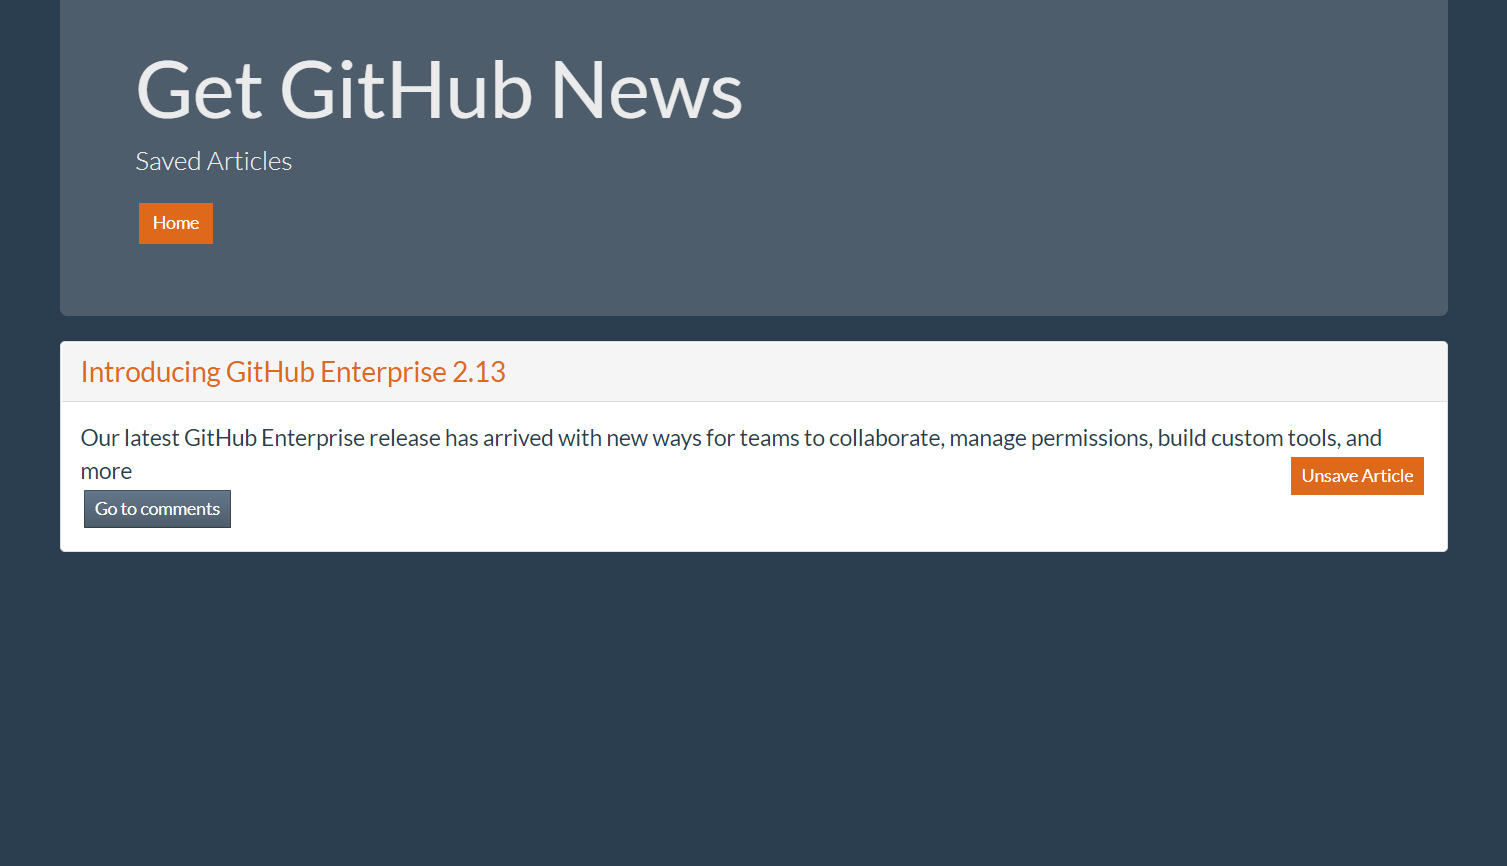 Get GitHub News
Saved Articles
Home
Introducing GitHub Enterprise 2.13
Our latest GitHub Enterprise release has arrived with new ways for teams to collaborate, manage permissions, build custom tools, and
more
Unsave Article
Go to comments